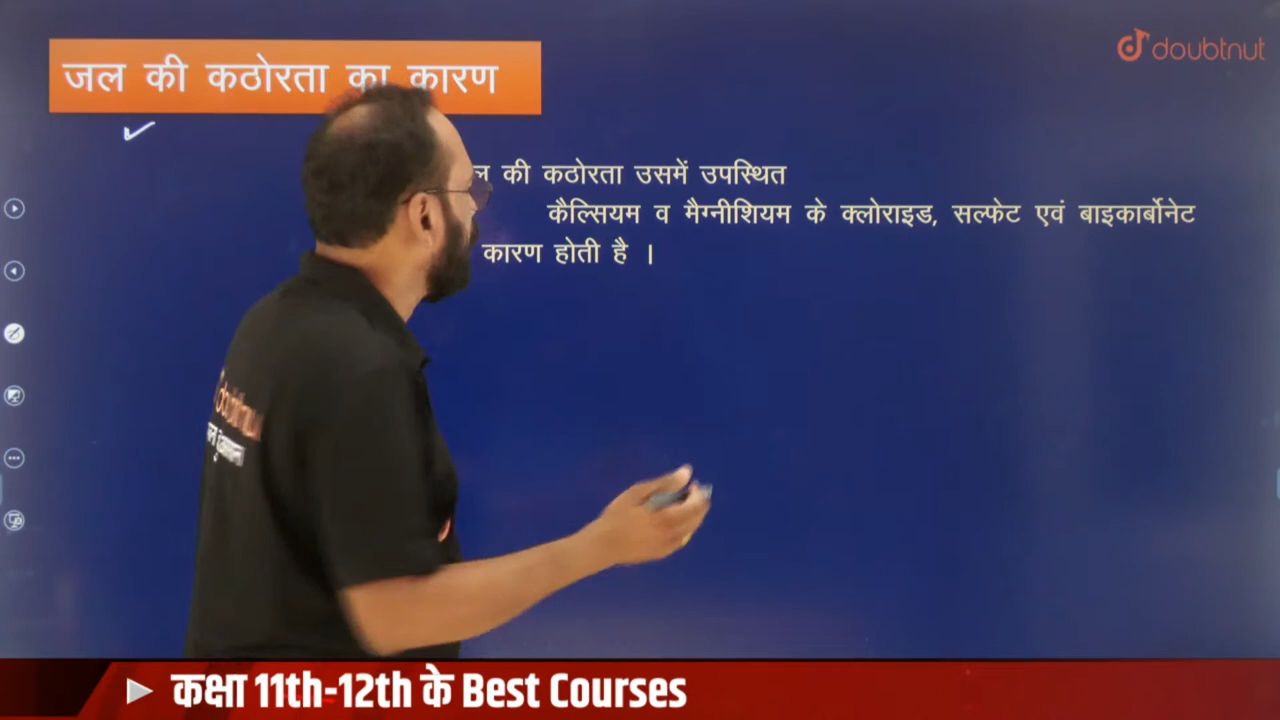 doubtnut
जल की कठोरता का कारण
की कठोरता उसमें उपस्थित
कैल्सियम व मैग्नीशियम के क्लोराइड, सल्फेट एवं बाइकार्बोनेट
कारण होती है ।
कक्षा 11th-12th के Best Courses